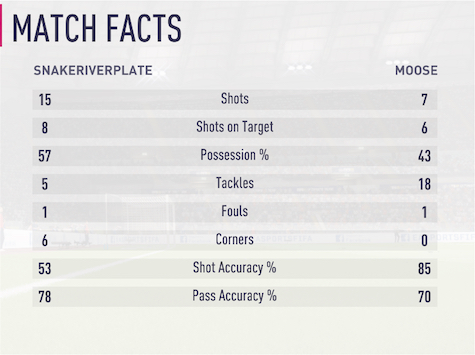 MATCH FACTS
SNAKERIVERPLATE MOOSE
15 Shots 7
8 Shots on Target 6
57 Possession % 43
5 Tackles 18
1 Fouls 1
6 Corners 0
53 Shot Accuracy % 85
78 Pass Accuracy % 70